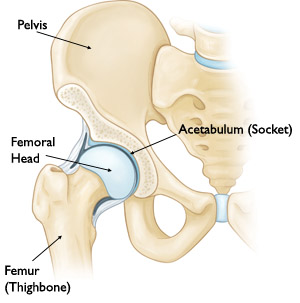 Pelvis
Acetabulum (Socket)
Femoral
Head
Femur
(Thighbone)